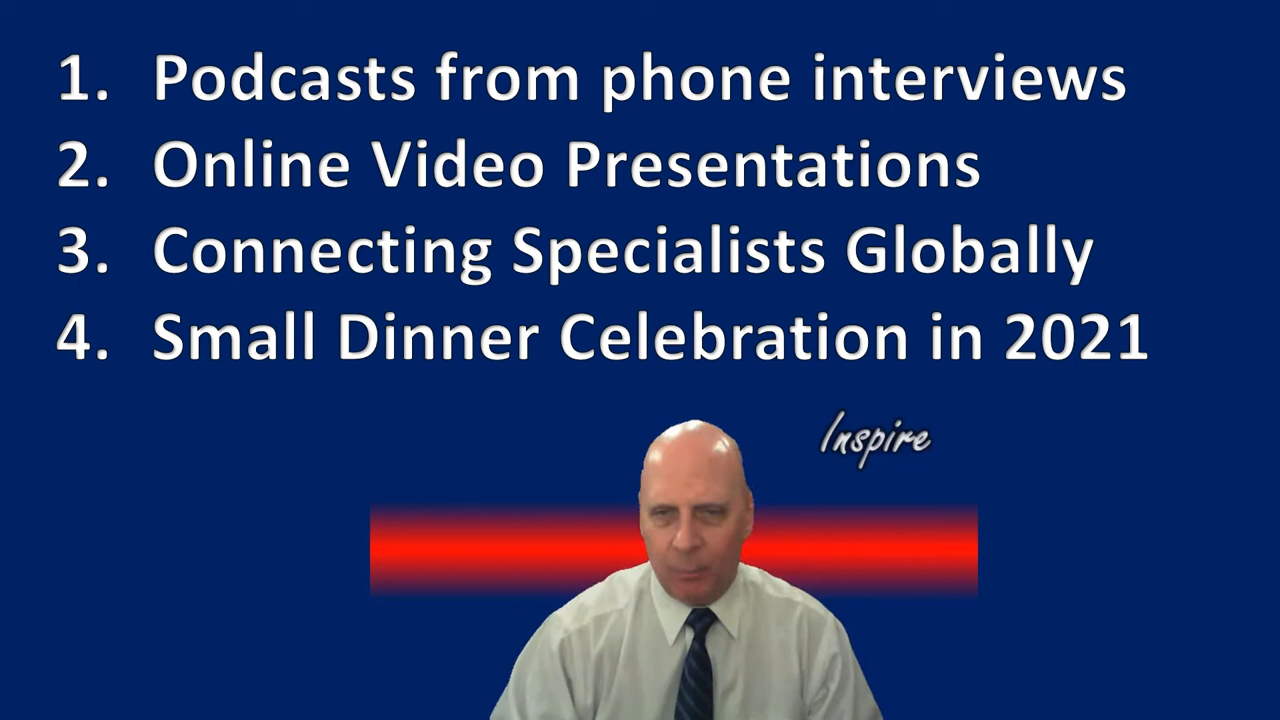 1. Podcasts from phone interviews
2. Online Video Presentations
3. Connecting Specialists Globally
4. Small Dinner Celebration in 2021
Inspire